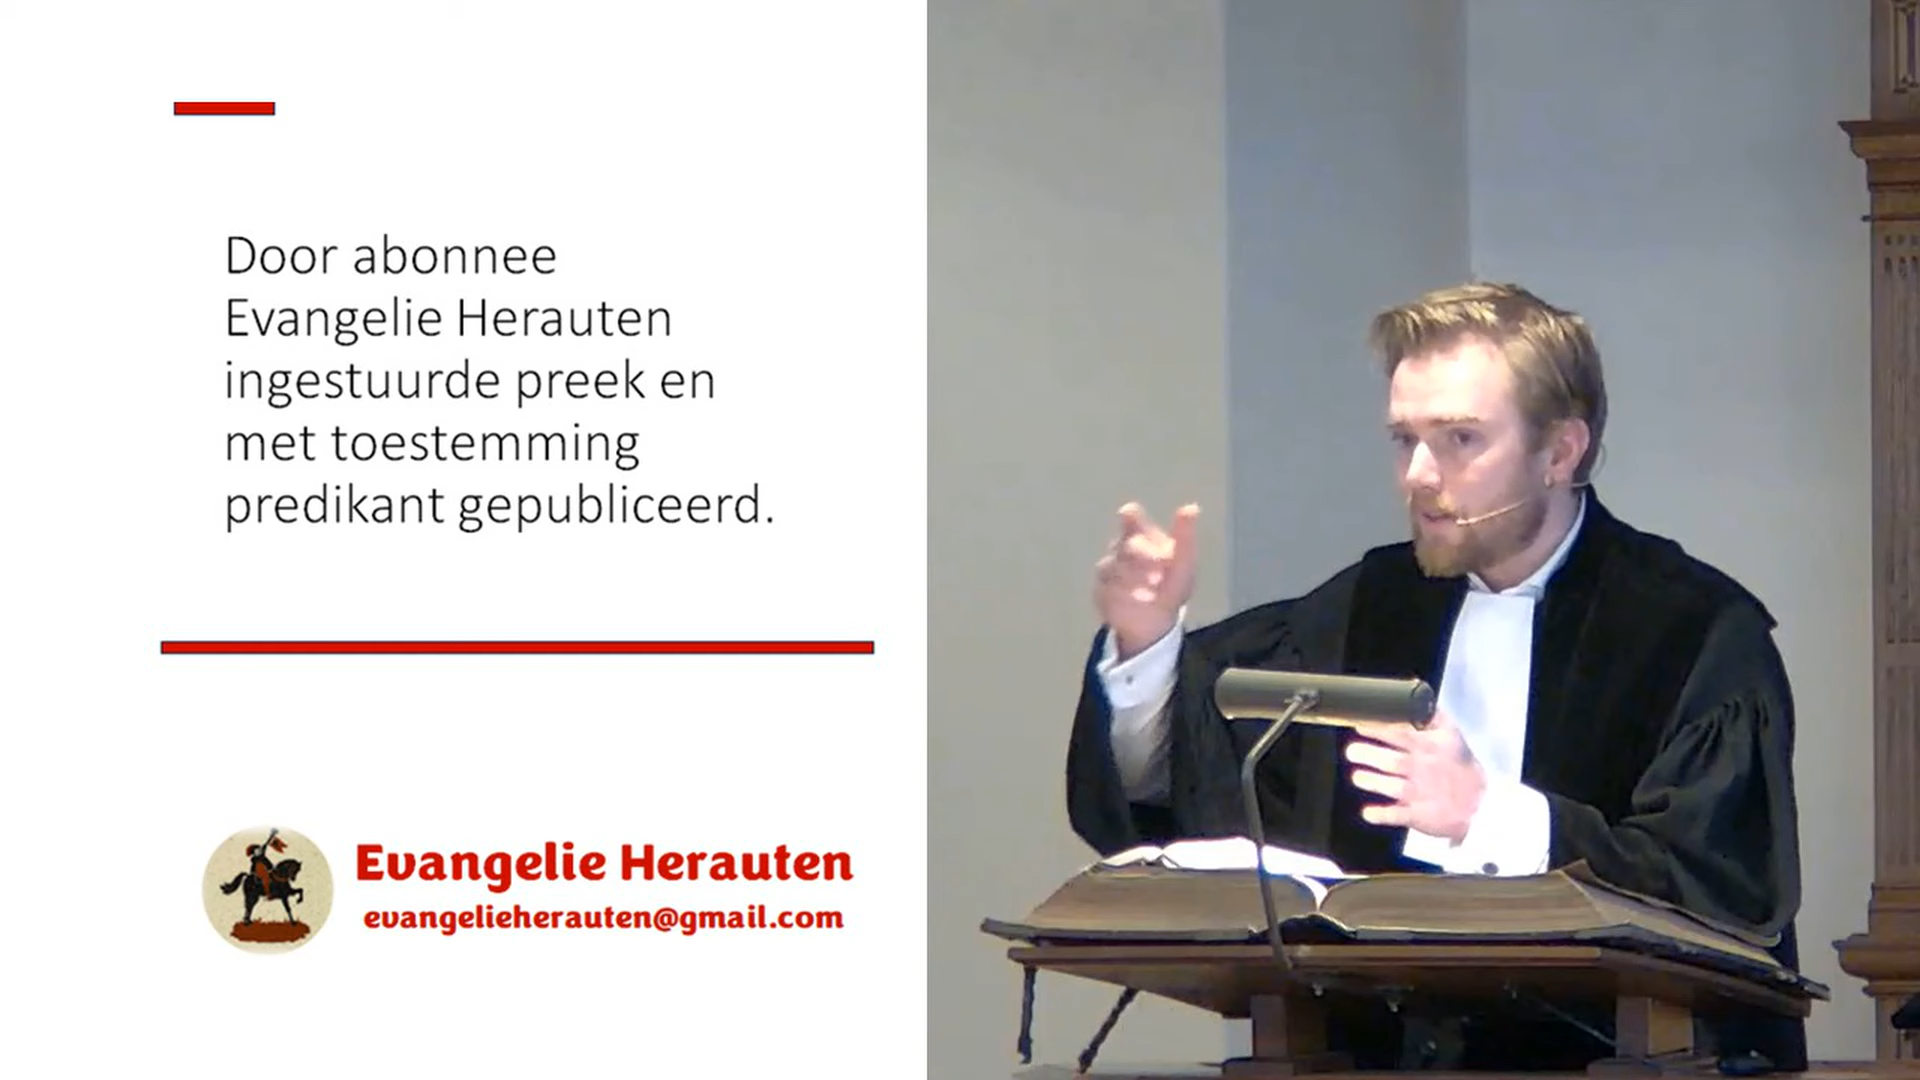 Door abonnee
Evangelie Herauten
ingestuurde preek en
met toestemming
predikant gepubliceerd.
Evangelie Herauten
evangelieherauten@gmail.com